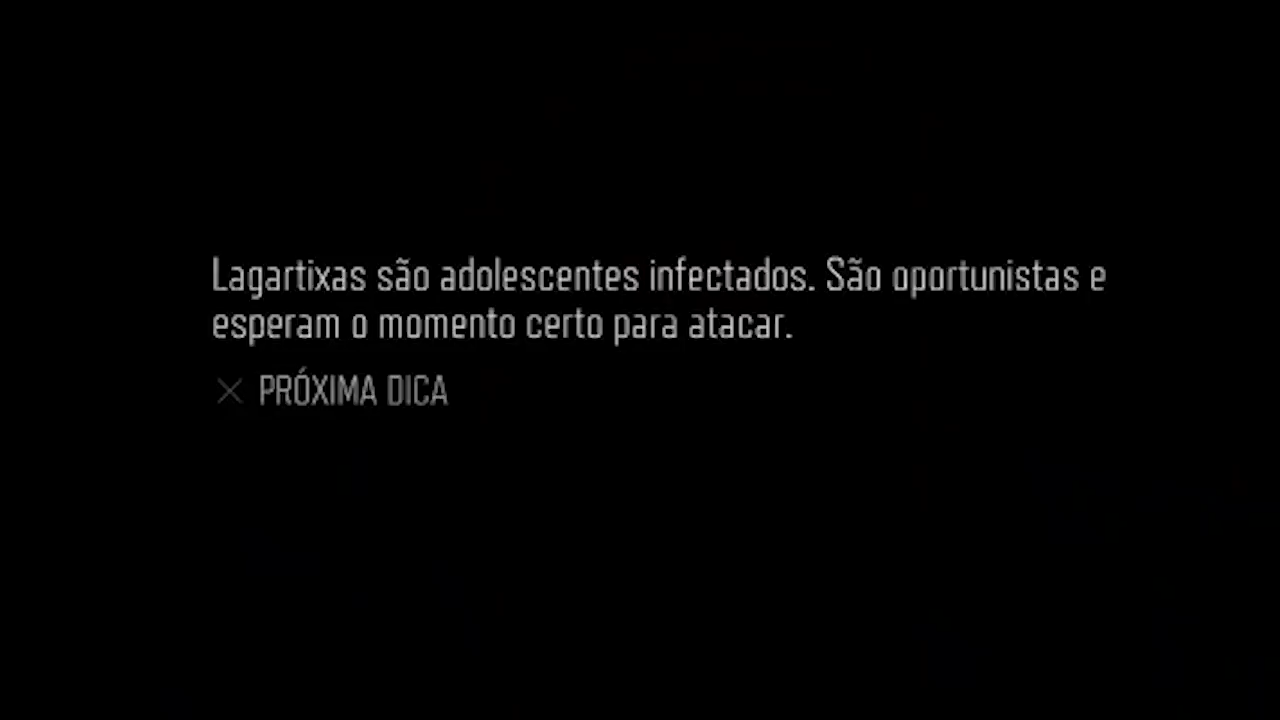 Lagartixas são adolescentes infectados. São oportunistas e
esperam o momento certo para atacar.
PRÓXIMA DICA